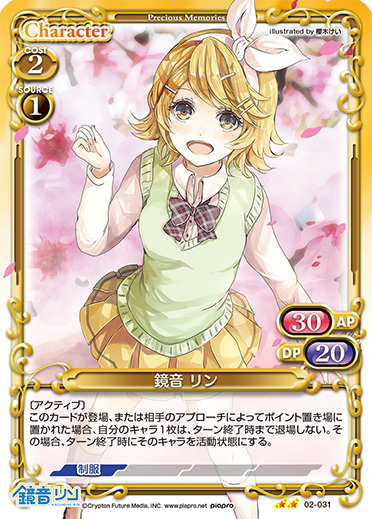 Precious Memories
Character
illustrated by 櫻木けい
COST
2
SOURCE
1
30 AP
DP 20
鏡音 リン
〔アクティブ〕
このカードが登場、または相手のアプローチによってポイント置き場に
置かれた場合、自分のキャラ1枚は、ターン終了時まで退場しない。そ
の場合、ターン終了時にそのキャラを活動状態にする。
制服
鏡音リン
KAGAMINE RIN
©Crypton Future Media, INC. www.piapro.net piapro
02-031